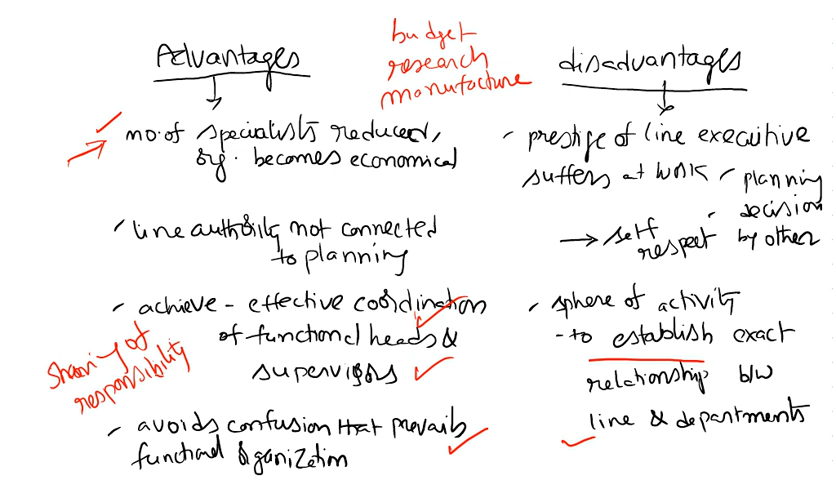 Advantages
no. of specialists reduced,
org. becomes economical
line authority not connected
to planning
achieve - effective coordination
of functional heads &
supervisors
Sharing of
responsibility
avoids confusion that prevails
functional organization
budget
research
manufacture
disadvantages
prestige of line executive
suffers at work
planning
decision
by other
→ self
respect
sphere of activity
- to establish exact
relationship b/w
line & departments